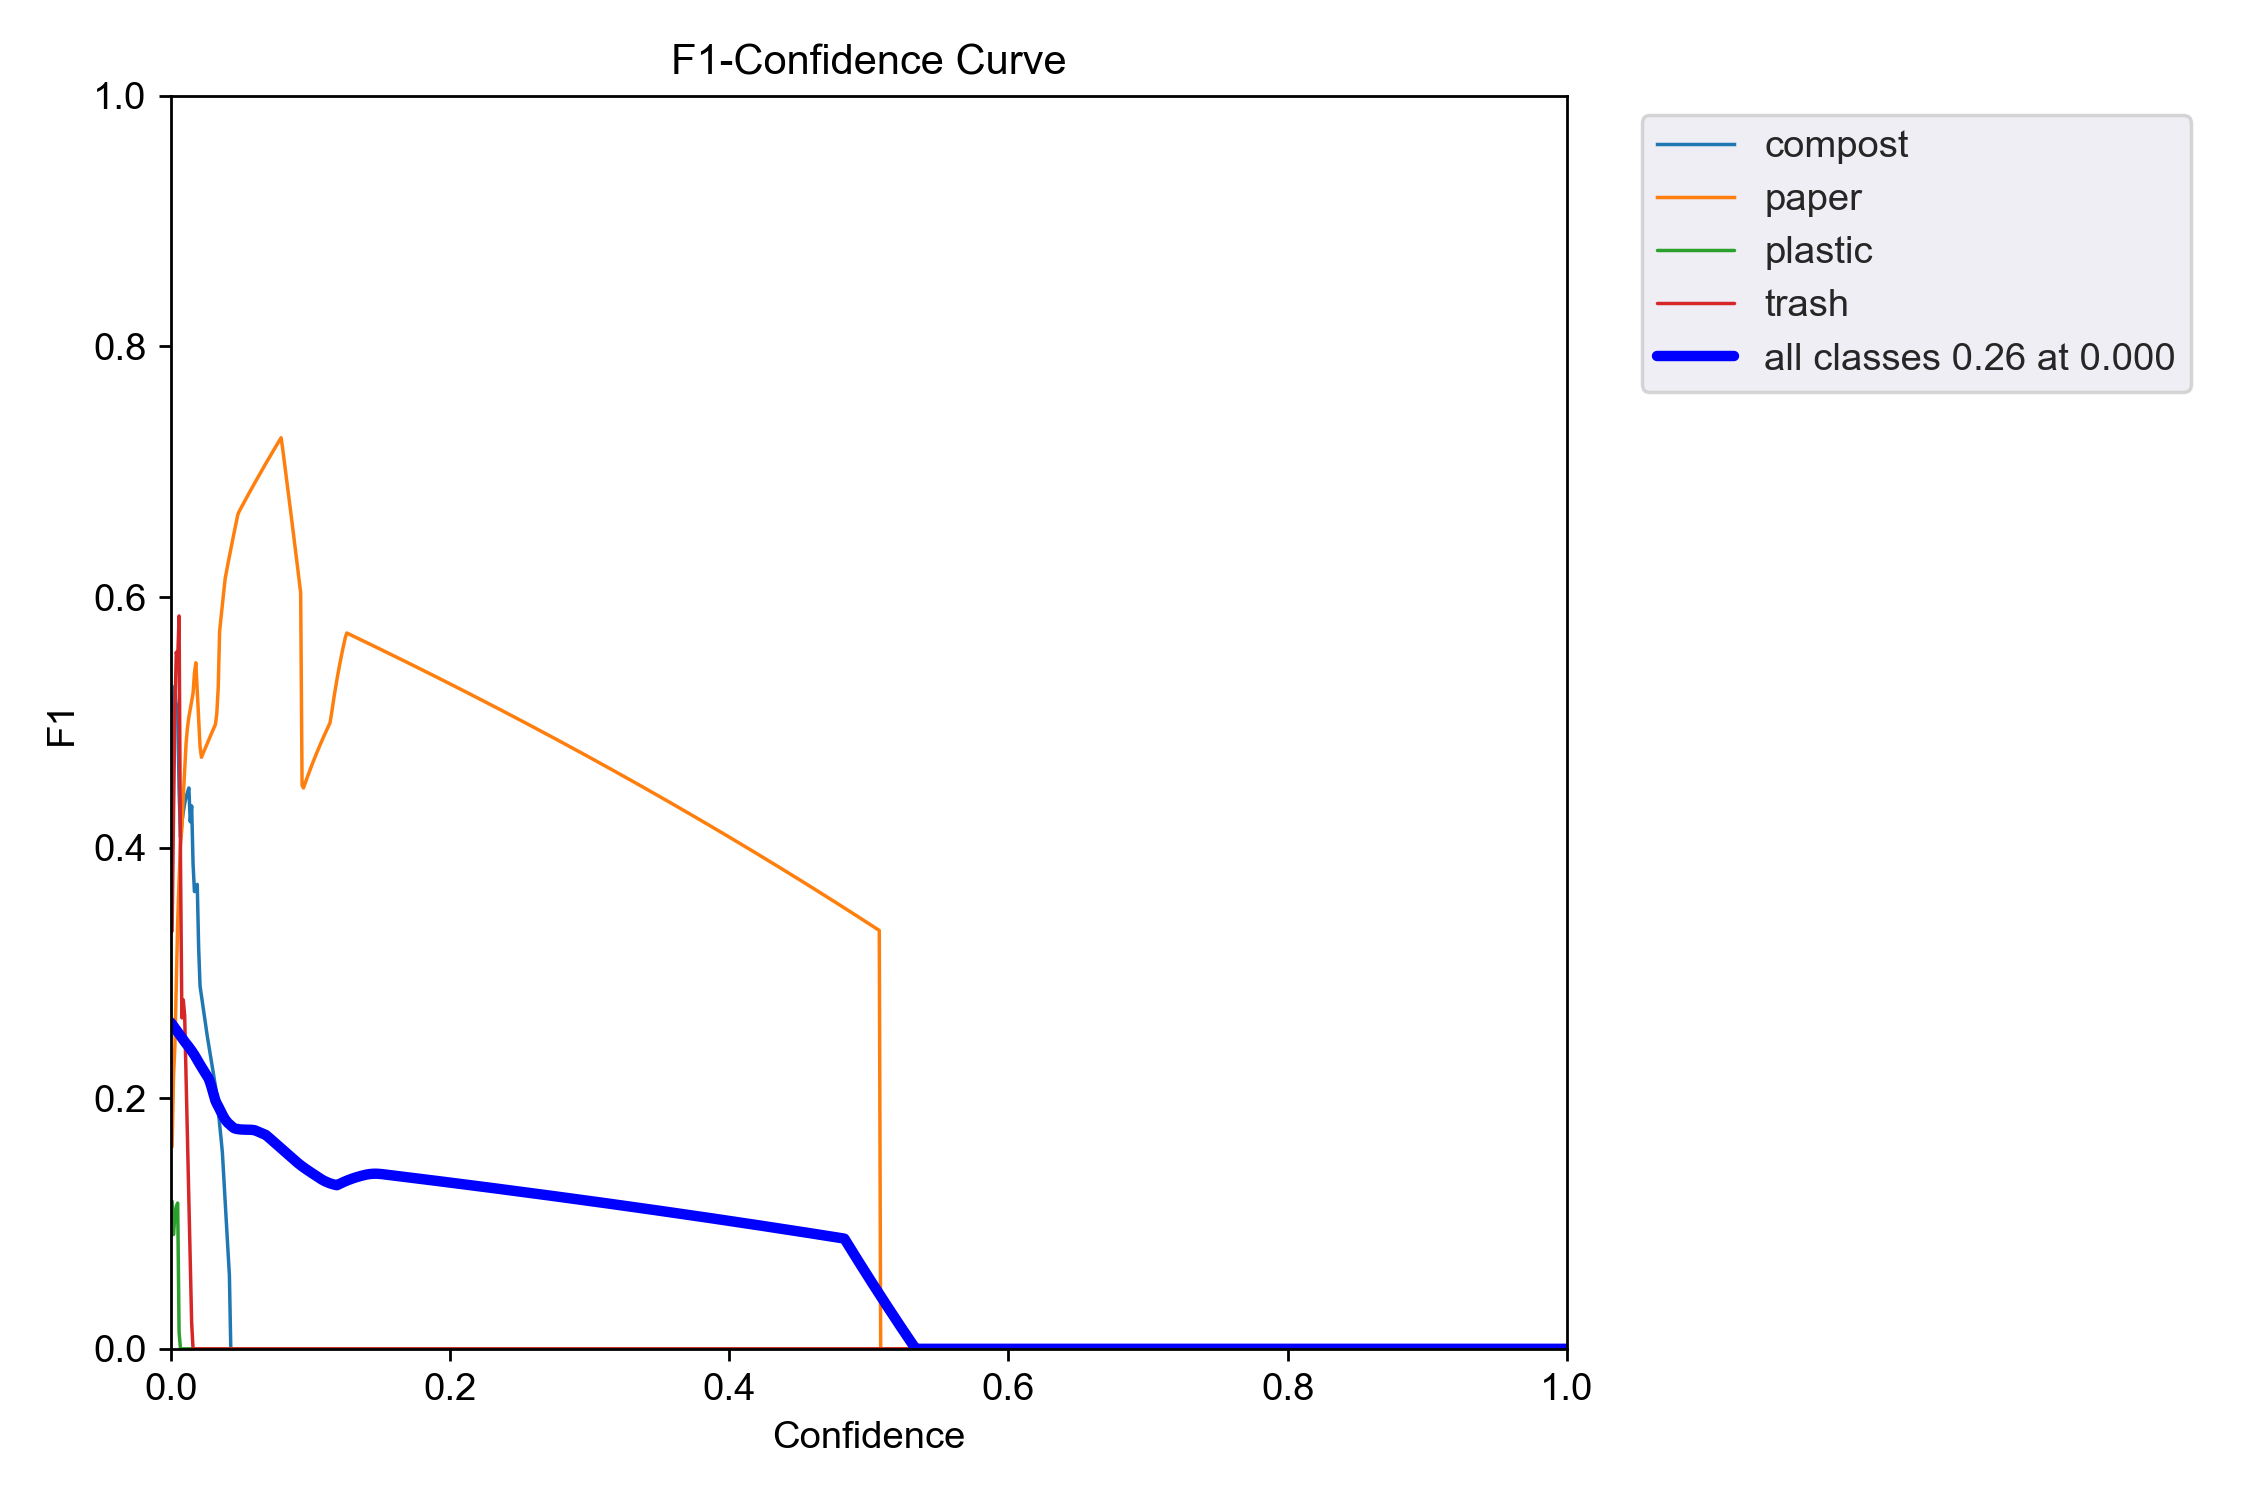 F1-Confidence Curve
1.0
0.8
0.6
0.4
0.2
0.0
F1
0.0 0.2 0.4 0.6 0.8 1.0
Confidence
compost
paper
plastic
trash
all classes 0.26 at 0.000